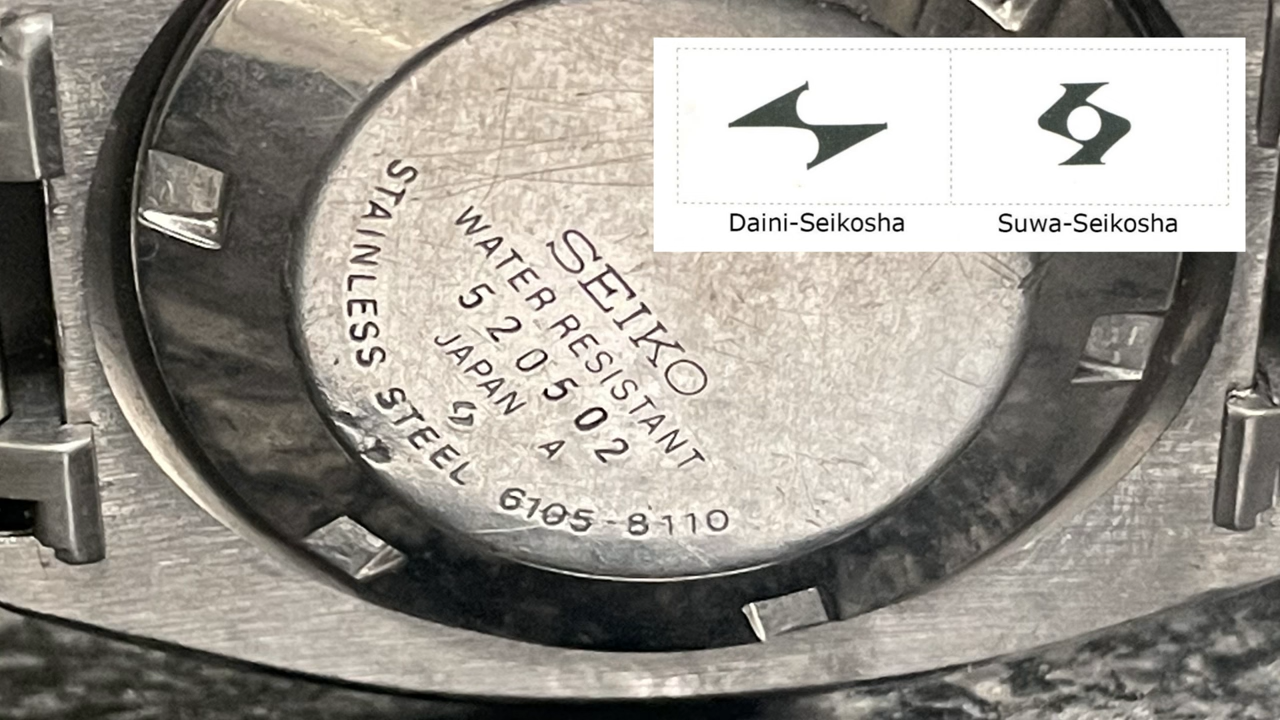 SEIKO
WATER RESISTANT
520502
JAPAN A
STAINLESS STEEL
6105-8110
Daini-Seikosha
Suwa-Seikosha